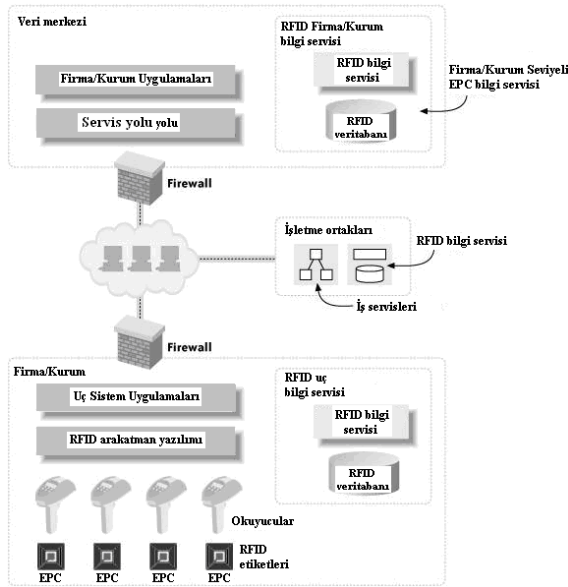 Veri merkezi
RFID Firma/Kurum
bilgi servisi
Firma/Kurum Uygulamaları
Servis yolu yolu
RFID bilgi
servisi
RFID
veritabanı
Firma/Kurum Seviyeli
EPC bilgi servisi
Firewall
İşletme ortakları
RFID bilgi servisi
İş servisleri
Firewall
Firma/Kurum
RFID uç
bilgi servisi
Uç Sistem Uygulamaları
RFID arakatman yazılımı
RFID bilgi
servisi
RFID
veritabanı
Okuyucular
RFID
etiketleri
EPC
EPC
EPC
EPC